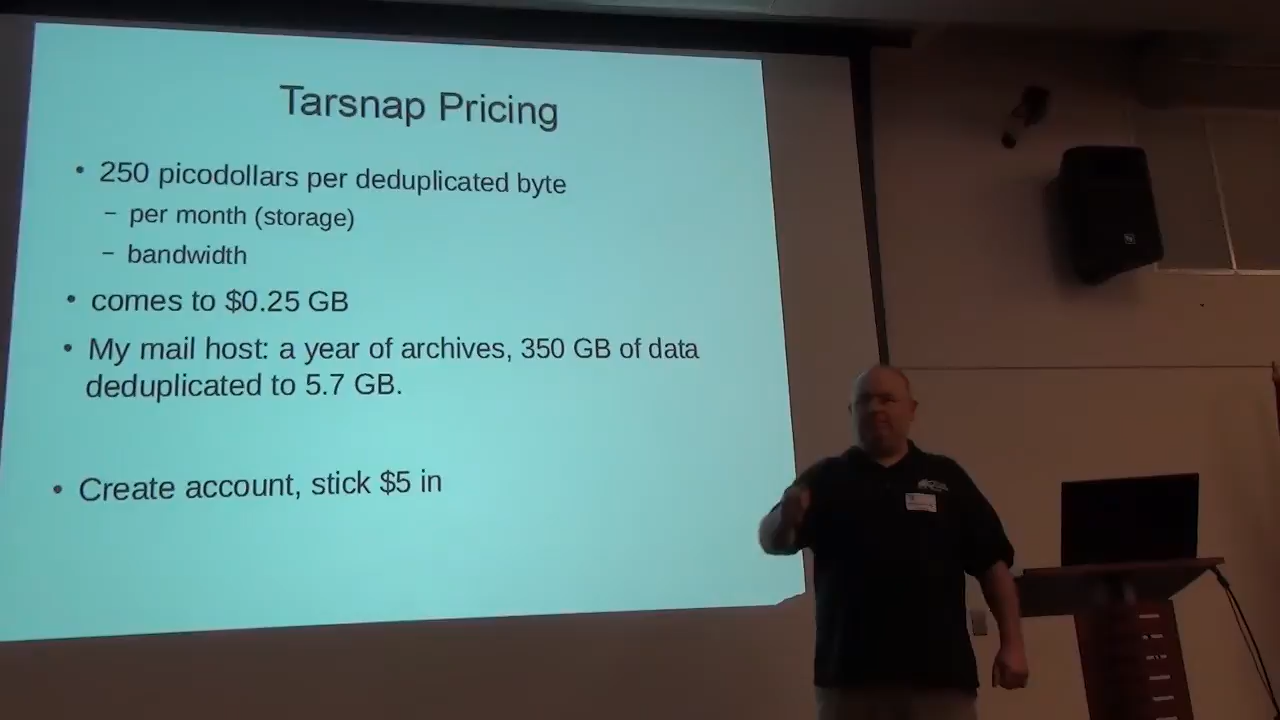 Tarsnap Pricing
• 250 picodollars per deduplicated byte
– per month (storage)
– bandwidth
• comes to $0.25 GB
• My mail host: a year of archives, 350 GB of data
deduplicated to 5.7 GB.
• Create account, stick $5 in